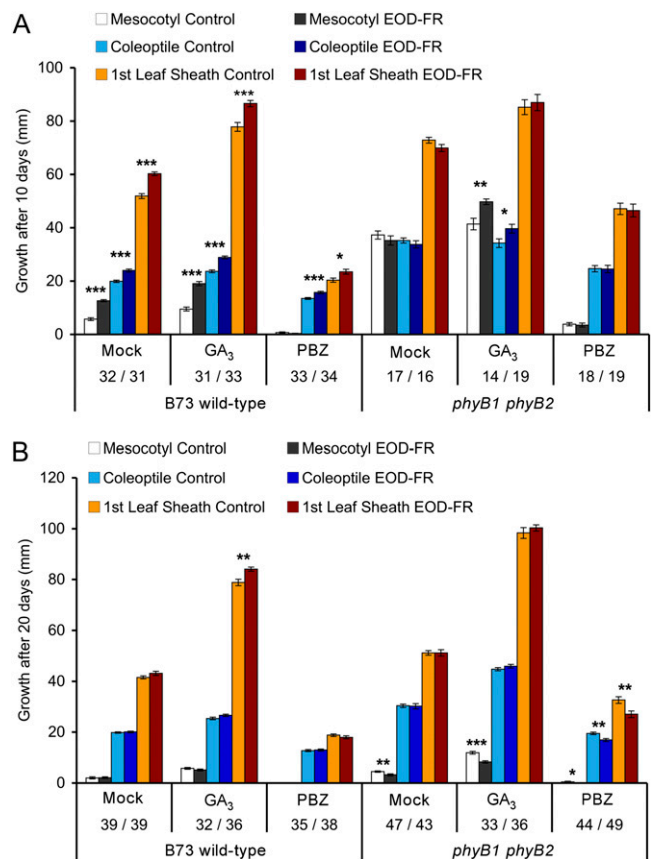 A
Mesocotyl Control Mesocotyl EOD-FR
Coleoptile Control Coleoptile EOD-FR
1st Leaf Sheath Control 1st Leaf Sheath EOD-FR
Growth after 10 days (mm)
100
80
60
40
20
0
*** *** *** *** *** *** *** * ** *
Mock GA3 PBZ Mock GA3 PBZ
32 / 31 31 / 33 33 / 34 17 / 16 14 / 19 18 / 19
B73 wild-type phyB1 phyB2
B
Mesocotyl Control Mesocotyl EOD-FR
Coleoptile Control Coleoptile EOD-FR
1st Leaf Sheath Control 1st Leaf Sheath EOD-FR
Growth after 20 days (mm)
120
100
80
60
40
20
0
** ** *** * ** **
Mock GA3 PBZ Mock GA3 PBZ
39 / 39 32 / 36 35 / 38 47 / 43 33 / 36 44 / 49
B73 wild-type phyB1 phyB2